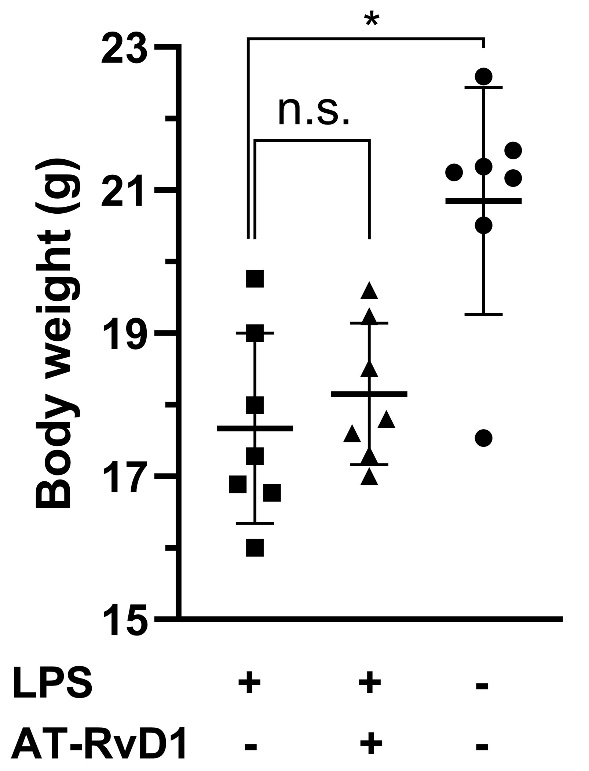 *
23
n.s.
21
19
17
15
Body weight (g)
LPS + + -
AT-RvD1 - + -